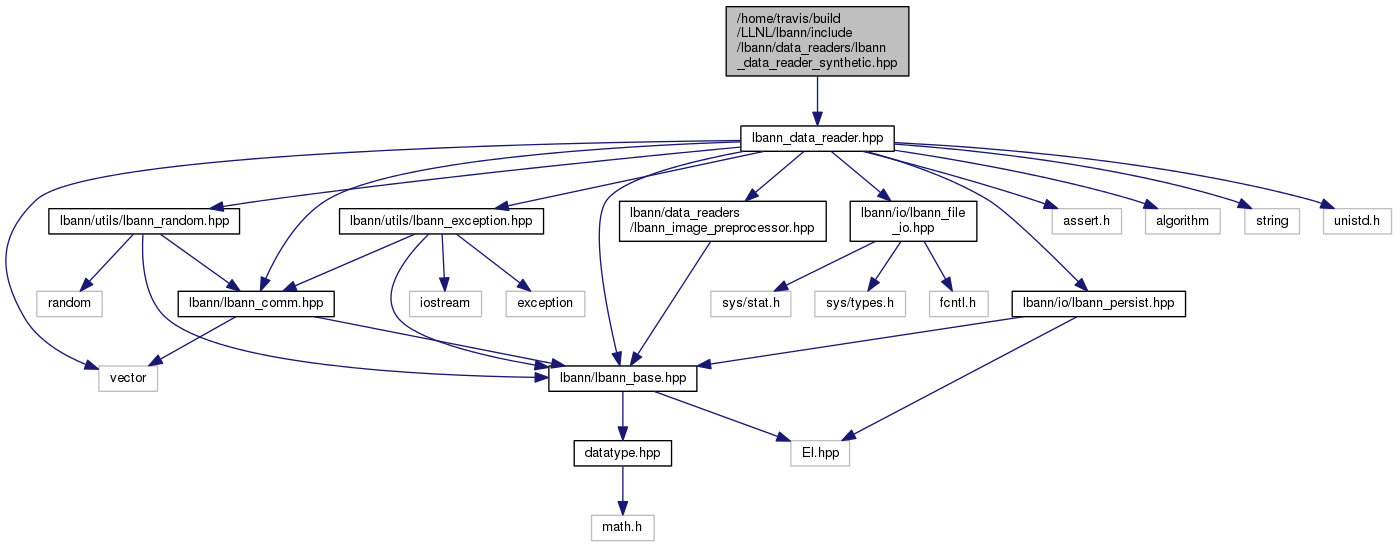 /home/travis/build
/LLNL/lbann/include
/lbann/data_readers/lbann
_data_reader_synthetic.hpp
lbann_data_reader.hpp
lbann/utils/lbann_random.hpp
lbann/utils/lbann_exception.hpp
lbann/data_readers
/lbann_image_preprocessor.hpp
lbann/io/lbann_file
_io.hpp
assert.h
algorithm
string
unistd.h
random
lbann/lbann_comm.hpp
iostream
exception
sys/stat.h
sys/types.h
fcntl.h
lbann/io/lbann_persist.hpp
vector
lbann/lbann_base.hpp
datatype.hpp
El.hpp
math.h